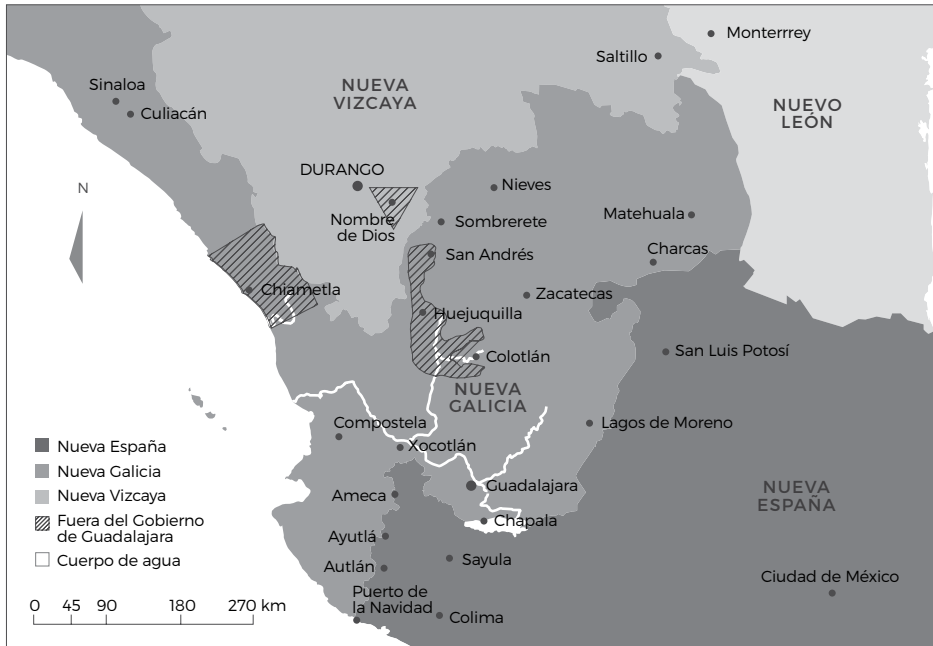 Monterrrey
Saltillo
Sinaloa
Culiacán
NUEVA
VIZCAYA
NUEVO
LEÓN
DURANGO
Nombre
de Dios
Nieves
Sombrerete
Matehuala
N
San Andrés
Charcas
Chiametla
Zacatecas
Huejuquilla
Colotlán
San Luis Potosí
NUEVA
GALICIA
Compostela
Lagos de Moreno
Xocotlán
Nueva España
Nueva Galicia
Nueva Vizcaya
Fuera del Gobierno
de Guadalajara
Cuerpo de agua
Ameca
Guadalajara
NUEVA
ESPAÑA
Chapala
Ayutlá
Sayula
Autlán
Ciudad de México
Puerto de
la Navidad
Colima
0 45 90 180 270 km